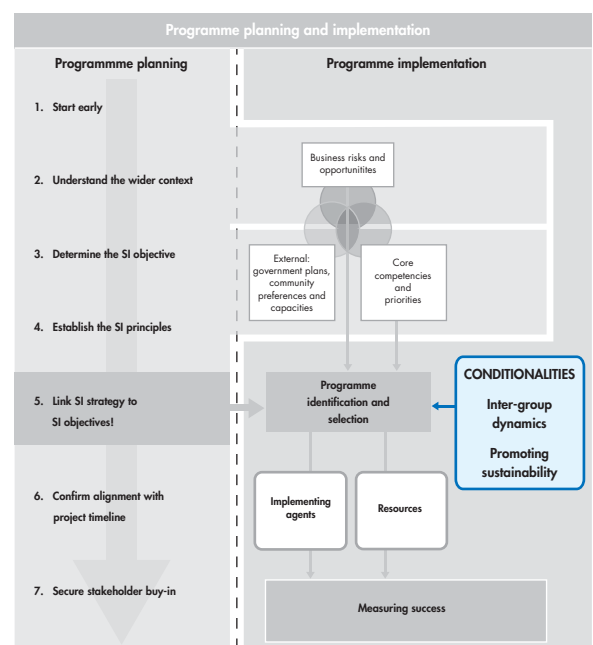 Programme planning and implementation
Programmme planning
1. Start early
2. Understand the wider context
3. Determine the SI objective
4. Establish the SI principles
5. Link SI strategy to
SI objectives!
6. Confirm alignment with
project timeline
7. Secure stakeholder buy-in
Programme implementation
Business risks and
opportunitites
External:
government plans,
community
preferences and
capacities
Core
competencies
and
priorities
Programme
identification and
selection
CONDITIONALITIES
Inter-group
dynamics
Promoting
sustainability
Implementing
agents
Resources
Measuring success